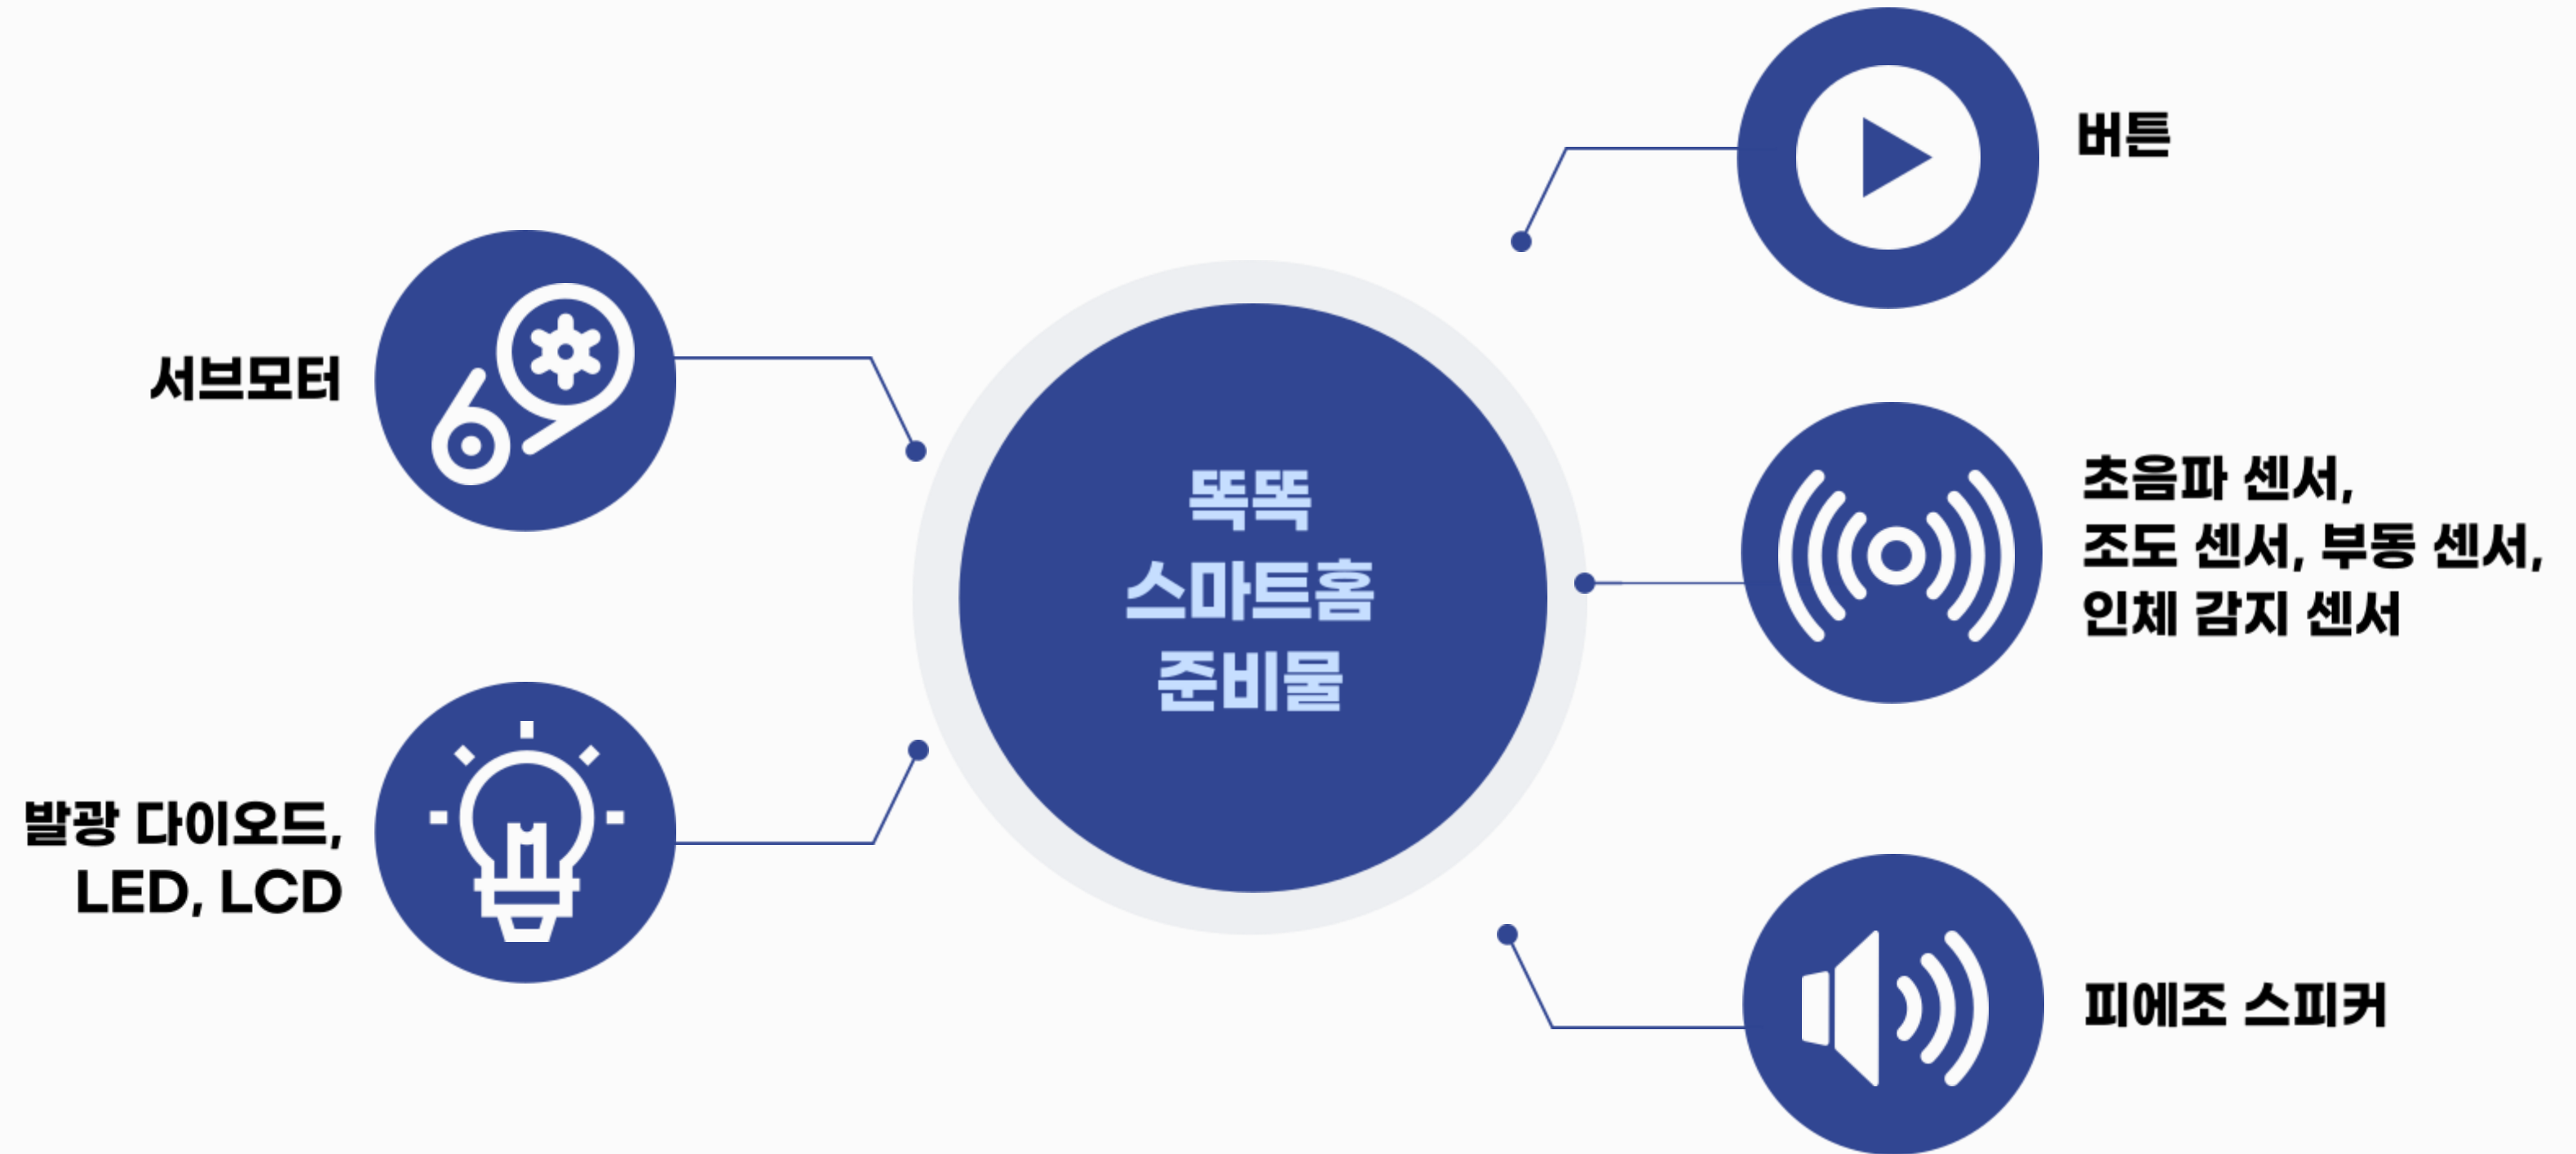 똑똑
스마트홈
준비물
서브모터
발광 다이오드,
LED, LCD
버튼
초음파 센서,
조도 센서, 부동 센서,
인체 감지 센서
피에조 스피커